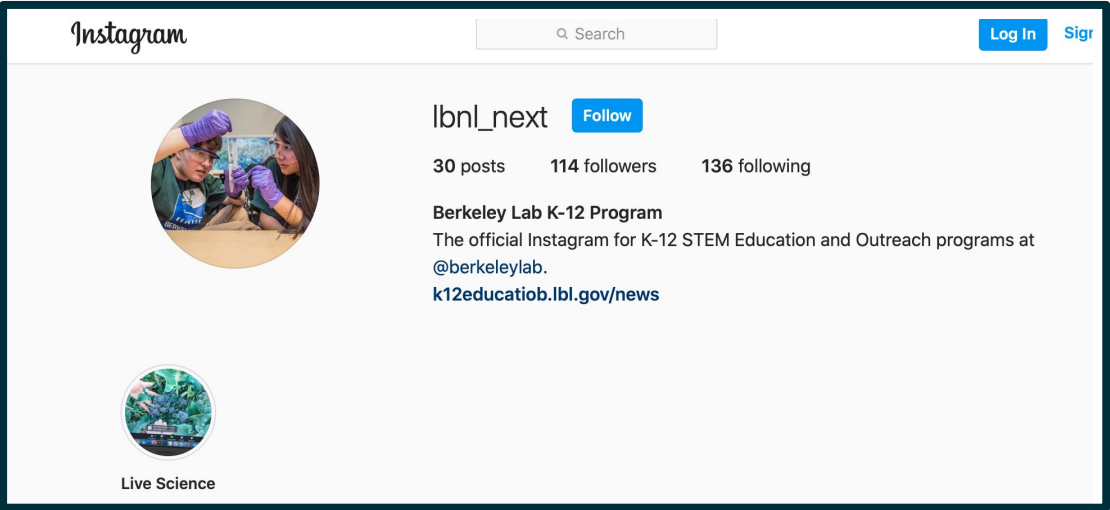 Instagram
Search
Log In
Sign
lbnl_next
Follow
30 posts 114 followers 136 following
Berkeley Lab K-12 Program
The official Instagram for K-12 STEM Education and Outreach programs at
@berkeleylab.
k12educatiob.lbl.gov/news
Live Science